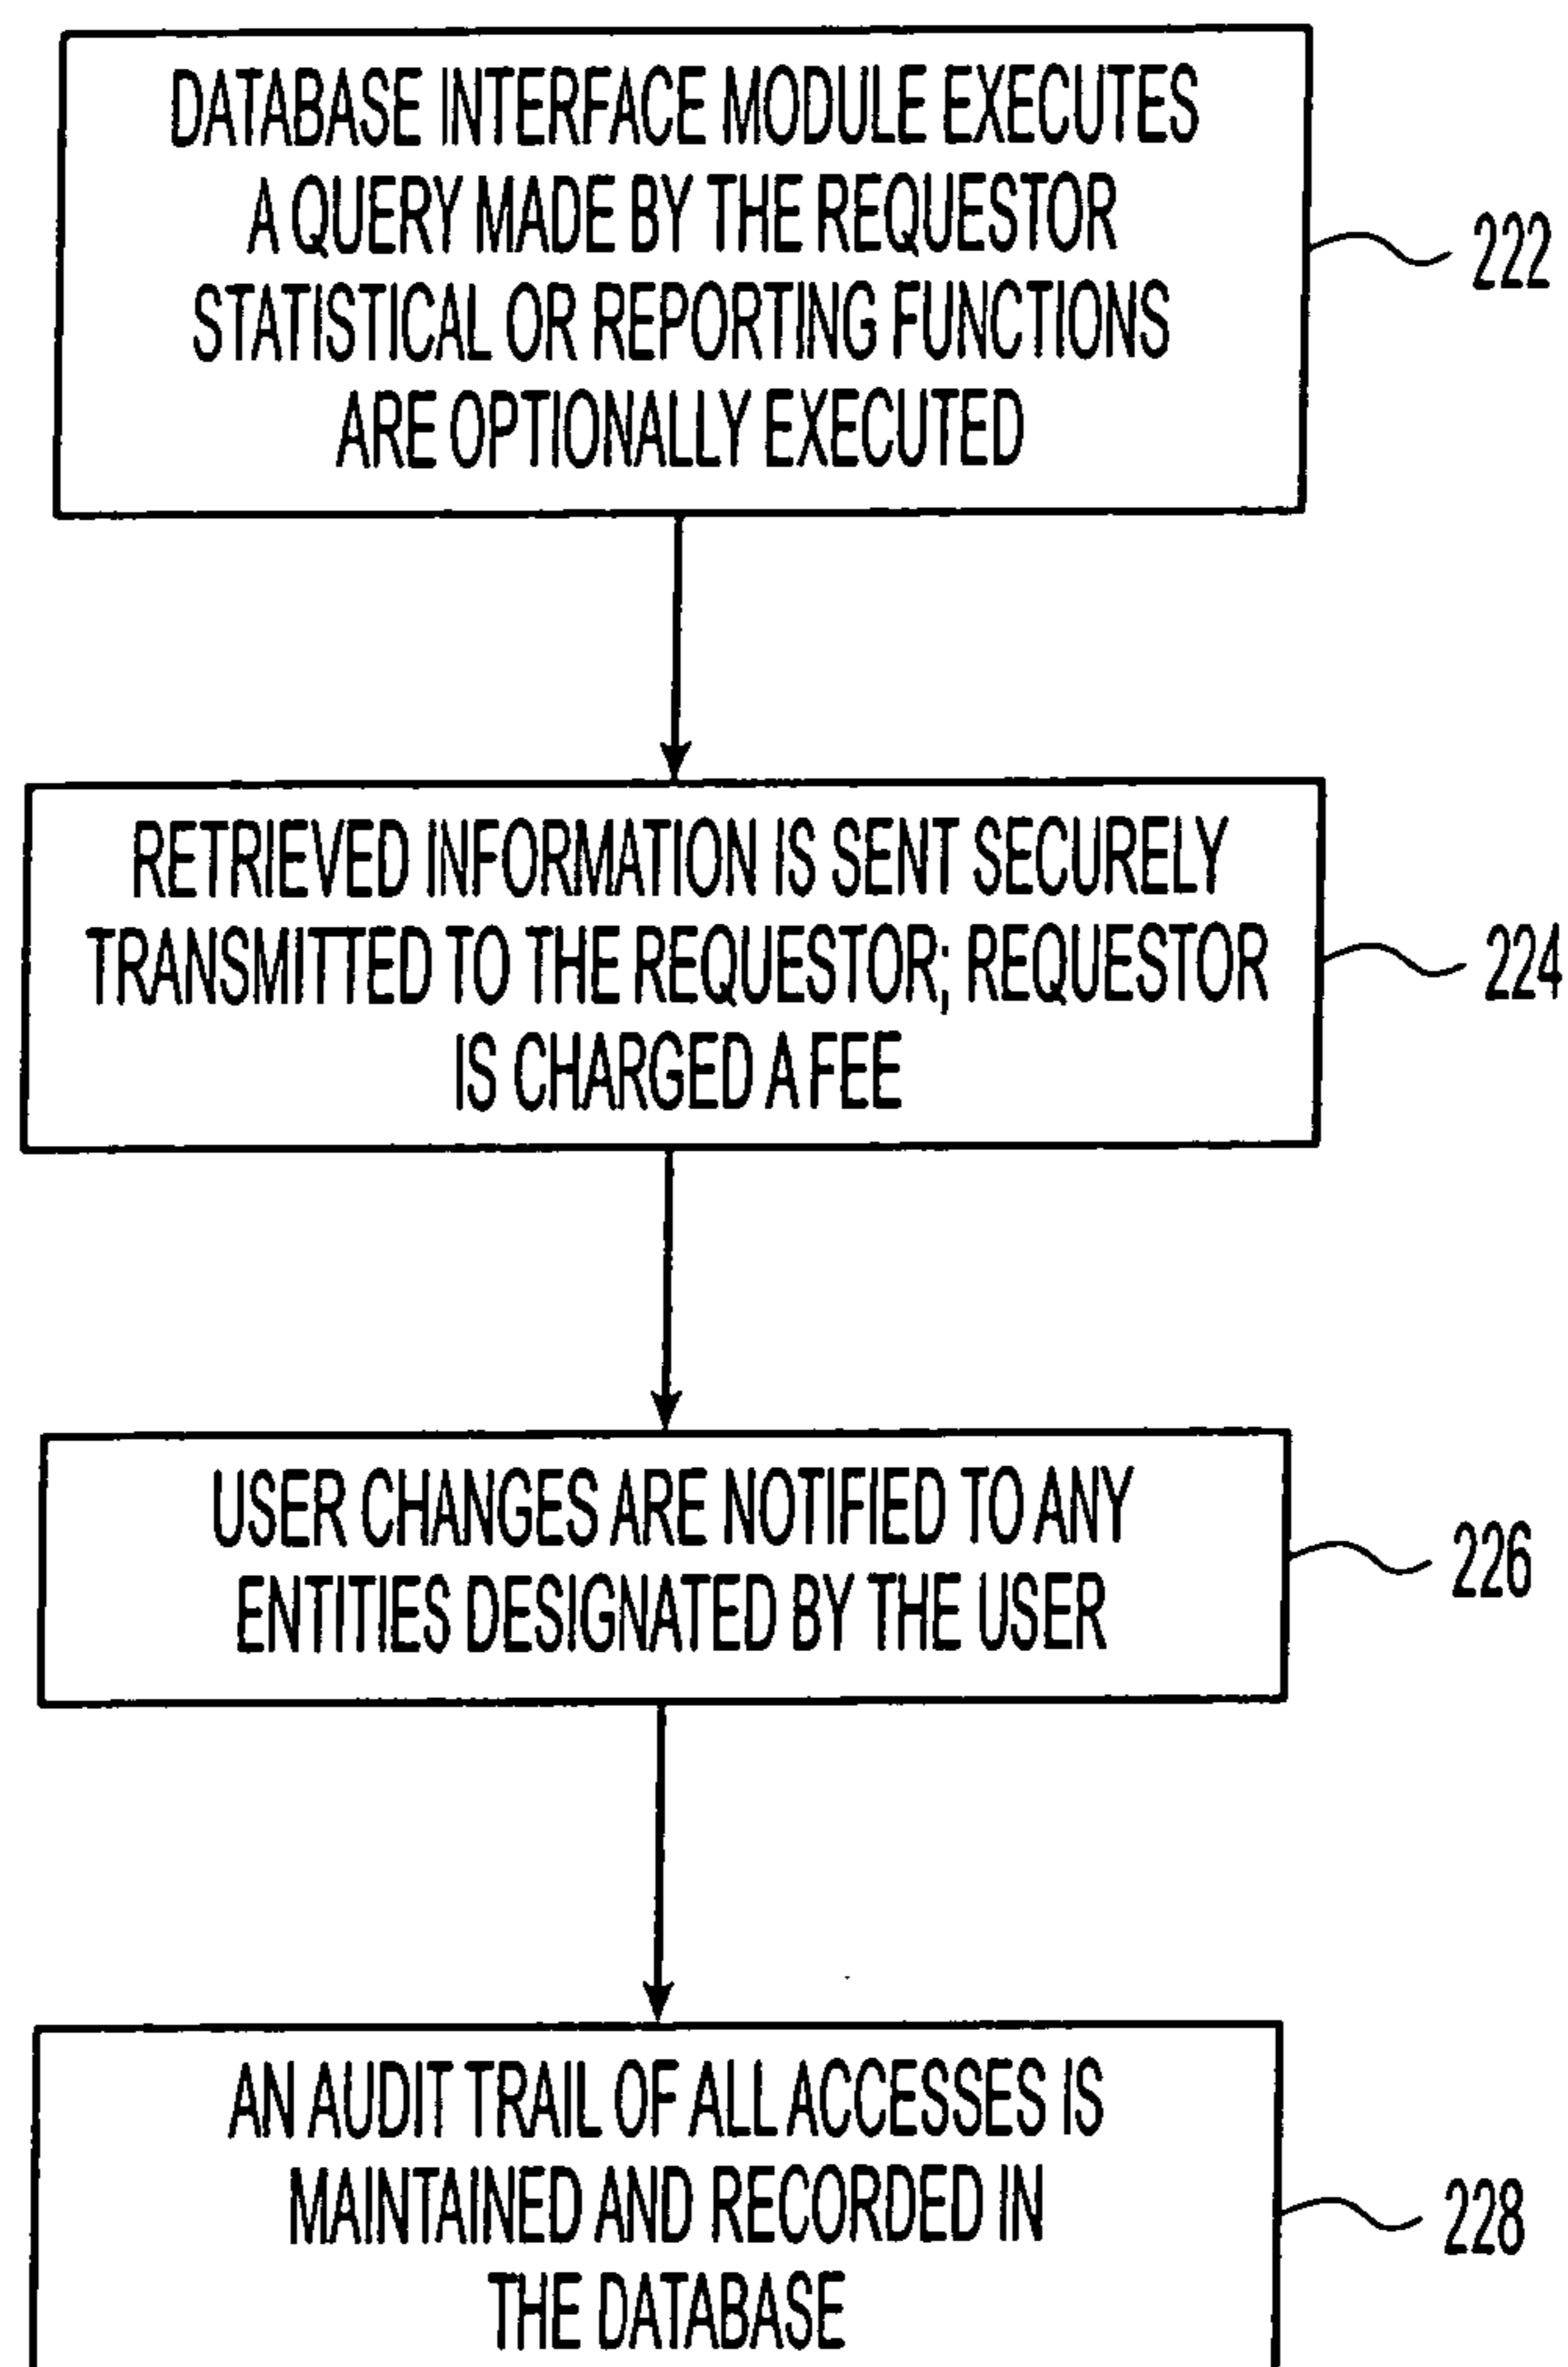 DATABASE INTERFACE MODULE EXECUTES
A QUERY MADE BY THE REQUESTOR
STATISTICAL OR REPORTING FUNCTIONS
ARE OPTIONALLY EXECUTED
222
RETRIEVED INFORMATION IS SENT SECURELY
TRANSMITTED TO THE REQUESTOR; REQUESTOR
IS CHARGED A FEE
224
USER CHANGES ARE NOTIFIED TO ANY
ENTITIES DESIGNATED BY THE USER
226
AN AUDIT TRAIL OF ALL ACCESSES IS
MAINTAINED AND RECORDED IN
THE DATABASE
228